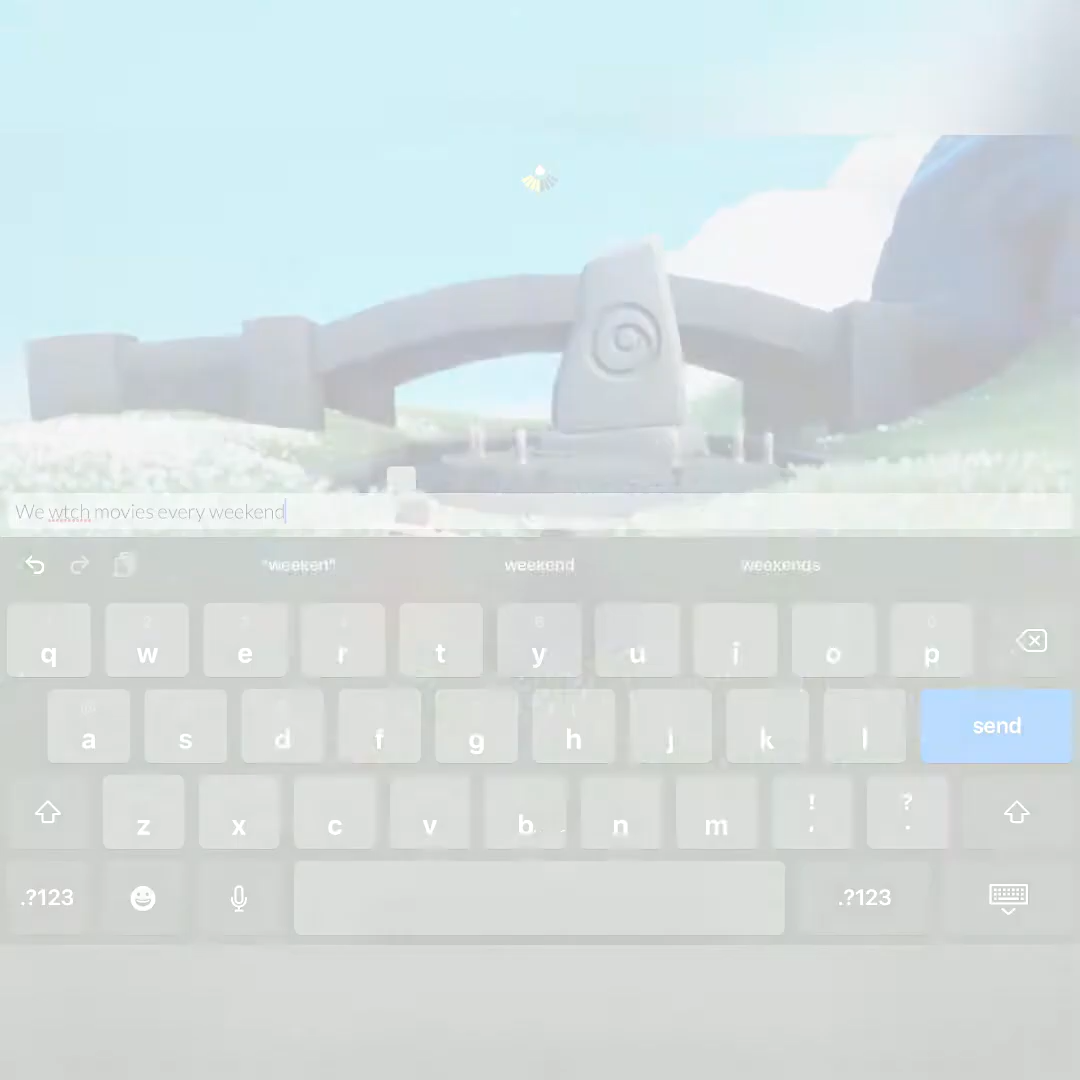 We wtch movies every weekend
"weeken" weekend weekends
q w e r t y u i o p
a s d f g h j k l send
z x c v b n m ! , ? .
.?123 .?123